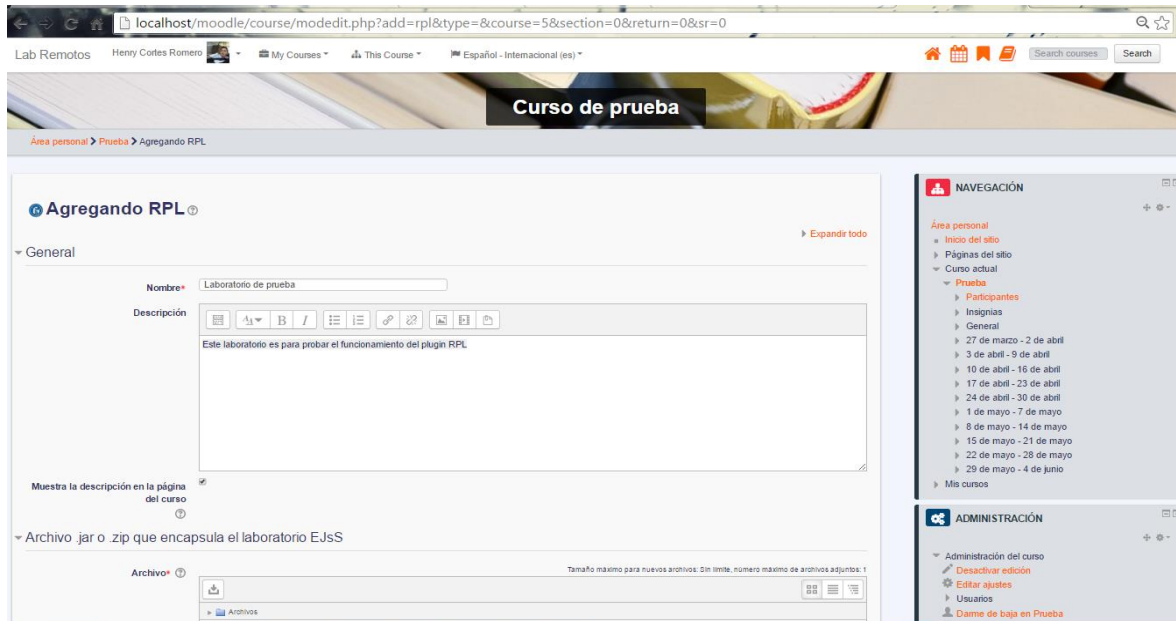 localhost/moodle/course/modedit.php?add=rpl&type=&course=5&section=0&return=0&sr=0
Lab Remotos Henry Cortes Romero My Courses This Course Español - Internacional (es) Search courses Search
Curso de prueba
Área personal > Prueba > Agregando RPL
Agregando RPL
Expandir todo
General
Nombre*
Laboratorio de prueba
Descripción
Este laboratorio es para probar el funcionamiento del plugin RPL
Muestra la descripción en la página
del curso
Archivo .jar o .zip que encapsula el laboratorio EJsS
Archivo*
Tamaño máximo para nuevos archivos: Sin límite, número máximo de archivos adjuntos: 1
Archivos
NAVEGACIÓN
Área personal
Inicio del sitio
Páginas del sitio
Curso actual
Prueba
Participantes
Insignias
General
27 de marzo - 2 de abril
3 de abril - 9 de abril
10 de abril - 16 de abril
17 de abril - 23 de abril
24 de abril - 30 de abril
1 de mayo - 7 de mayo
8 de mayo - 14 de mayo
15 de mayo - 21 de mayo
22 de mayo - 28 de mayo
29 de mayo - 4 de junio
Mis cursos
ADMINISTRACIÓN
Administración del curso
Desactivar edición
Editar ajustes
Usuarios
Darme de baja en Prueba